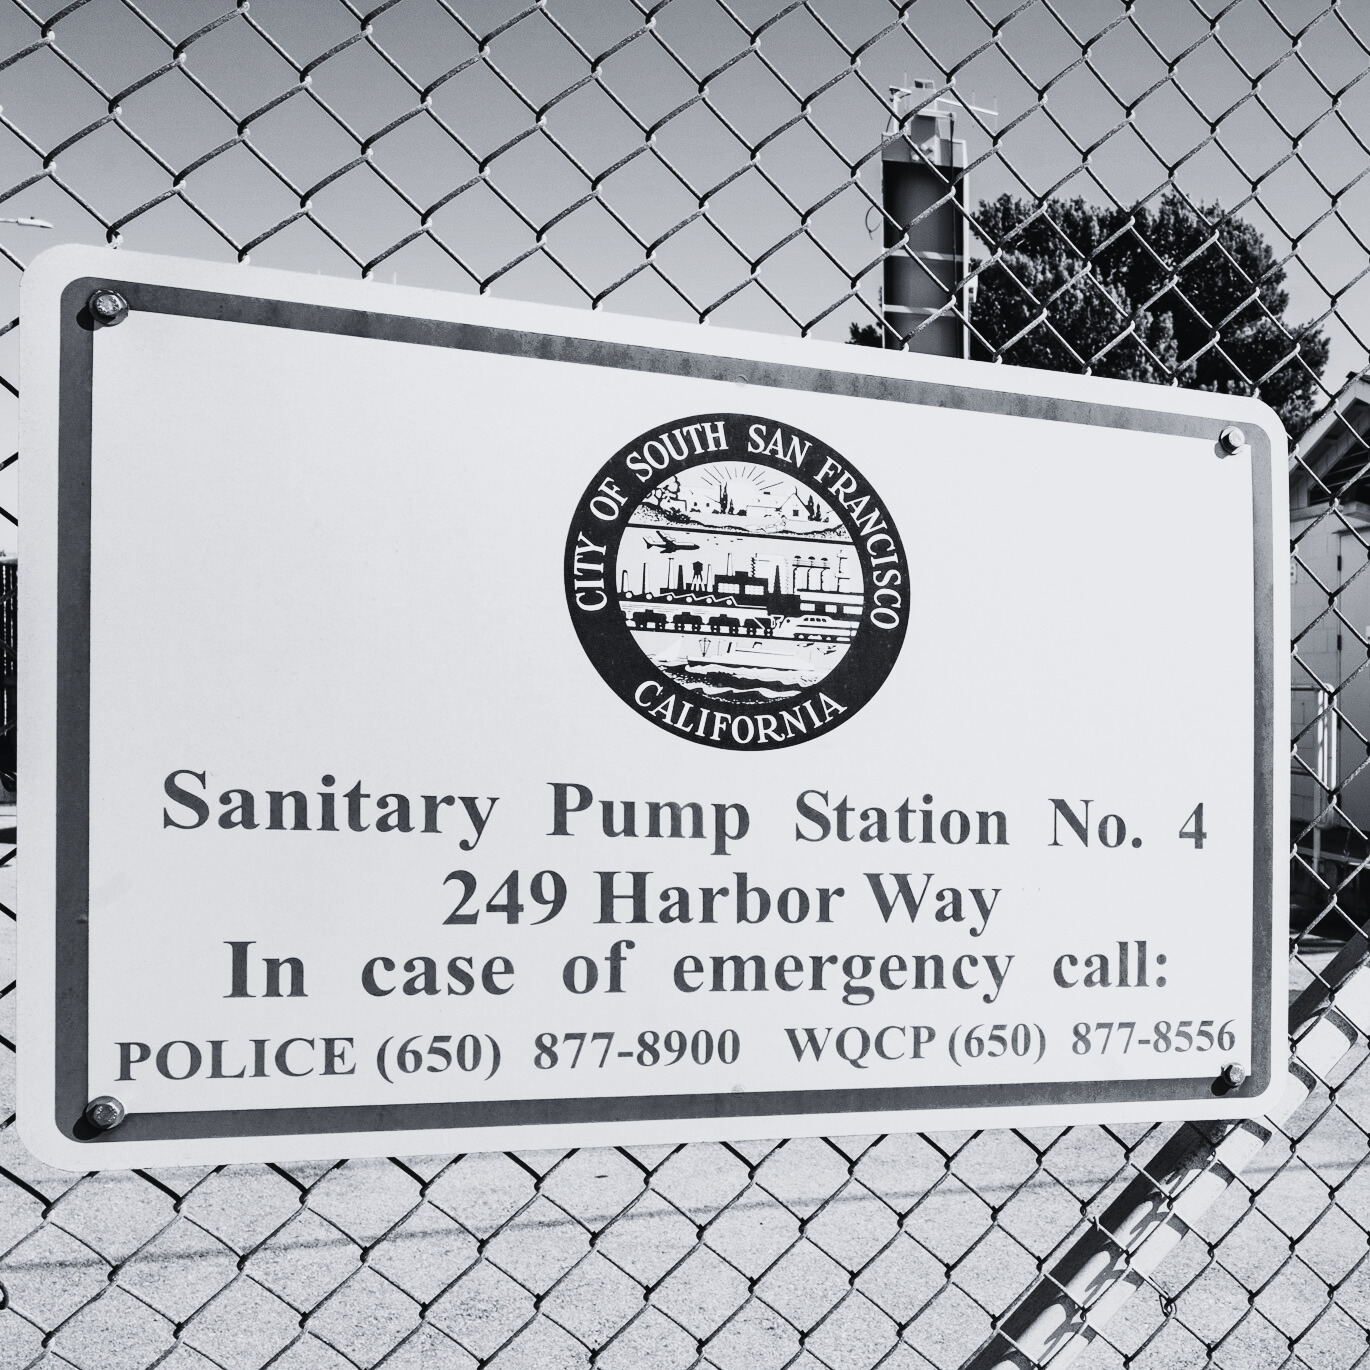 CITY OF SOUTH SAN FRANCISCO
CALIFORNIA
Sanitary Pump Station No. 4
249 Harbor Way
In case of emergency call:
POLICE (650) 877-8900 WQCP (650) 877-8556